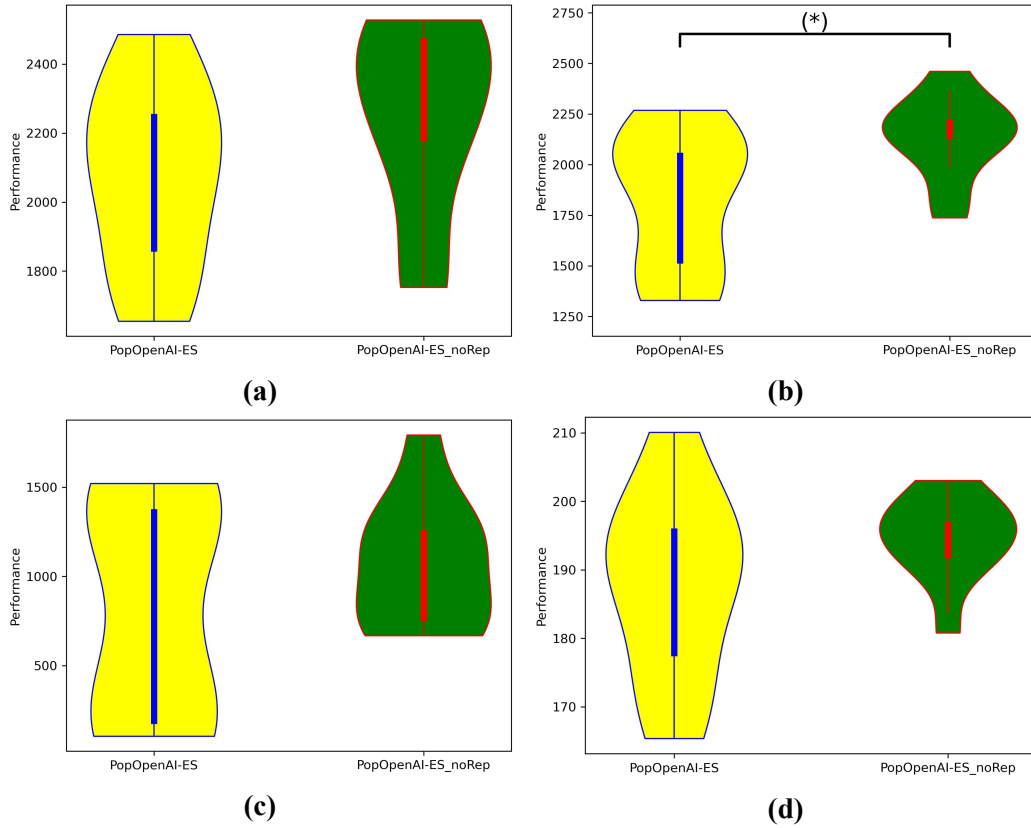 2400
2200
2000
1800
Performance
PopOpenAI-ES
PopOpenAI-ES_noRep
(a)
(*)
2750
2500
2250
2000
1750
1500
1250
Performance
PopOpenAI-ES
PopOpenAI-ES_noRep
(b)
1500
1000
500
Performance
PopOpenAI-ES
PopOpenAI-ES_noRep
(c)
210
200
190
180
170
Performance
PopOpenAI-ES
PopOpenAI-ES_noRep
(d)